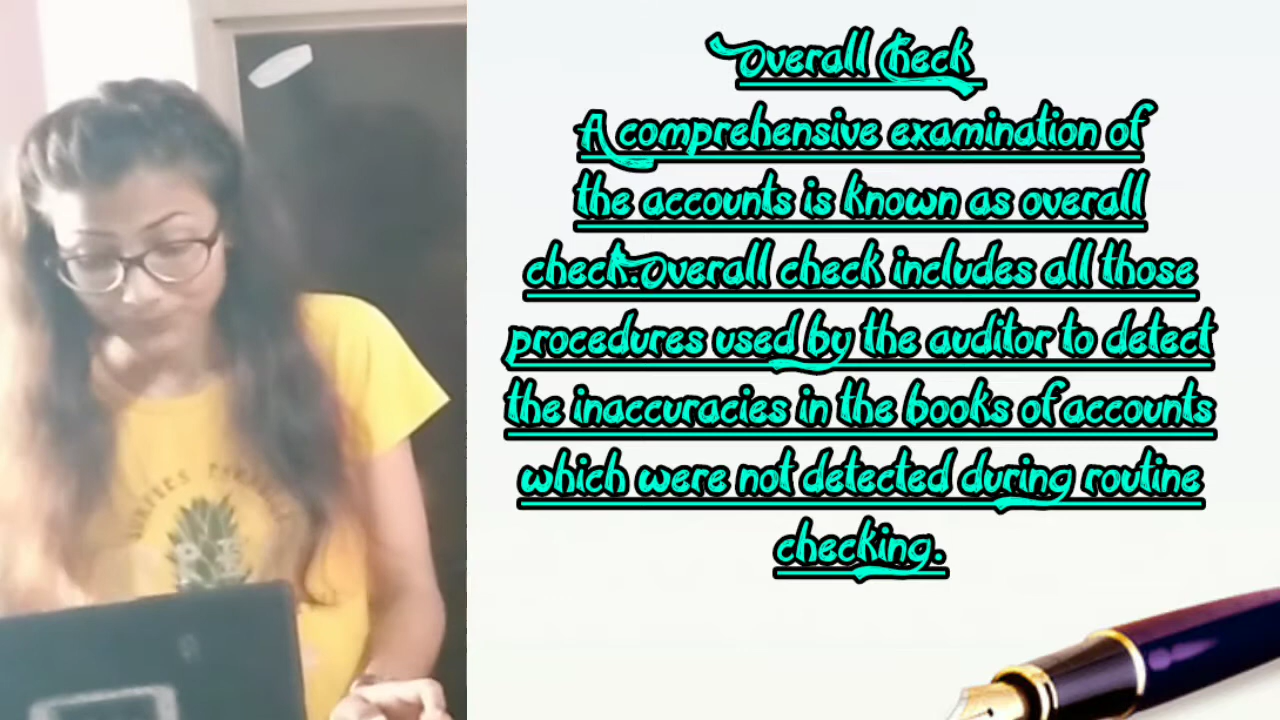 Overall Check
A comprehensive examination of
the accounts is known as overall
check.Overall check includes all those
procedures used by the auditor to detect
the inaccuracies in the books of accounts
which were not detected during routine
checking.